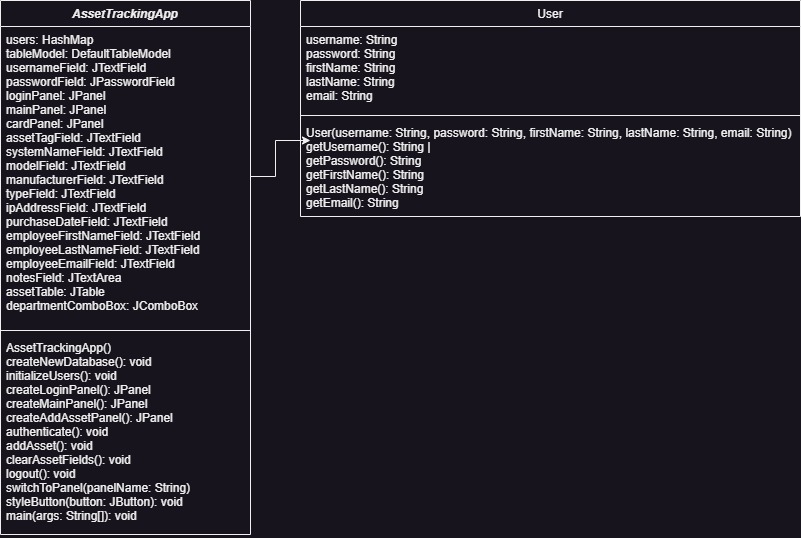 AssetTrackingApp
users: HashMap
tableModel: DefaultTableModel
usernameField: JTextField
passwordField: JPasswordField
loginPanel: JPanel
mainPanel: JPanel
cardPanel: JPanel
assetTagField: JTextField
systemNameField: JTextField
modelField: JTextField
manufacturerField: JTextField
typeField: JTextField
ipAddressField: JTextField
purchaseDateField: JTextField
employeeFirstNameField: JTextField
employeeLastNameField: JTextField
employeeEmailField: JTextField
notesField: JTextArea
assetTable: JTable
departmentComboBox: JComboBox
AssetTrackingApp()
createNewDatabase(): void
initializeUsers(): void
createLoginPanel(): JPanel
createMainPanel(): JPanel
createAddAssetPanel(): JPanel
authenticate(): void
addAsset(): void
clearAssetFields(): void
logout(): void
switchToPanel(panelName: String)
styleButton(button: JButton): void
main(args: String[]): void
User
username: String
password: String
firstName: String
lastName: String
email: String
User(username: String, password: String, firstName: String, lastName: String, email: String)
getUsername(): String |
getPassword(): String
getFirstName(): String
getLastName(): String
getEmail(): String